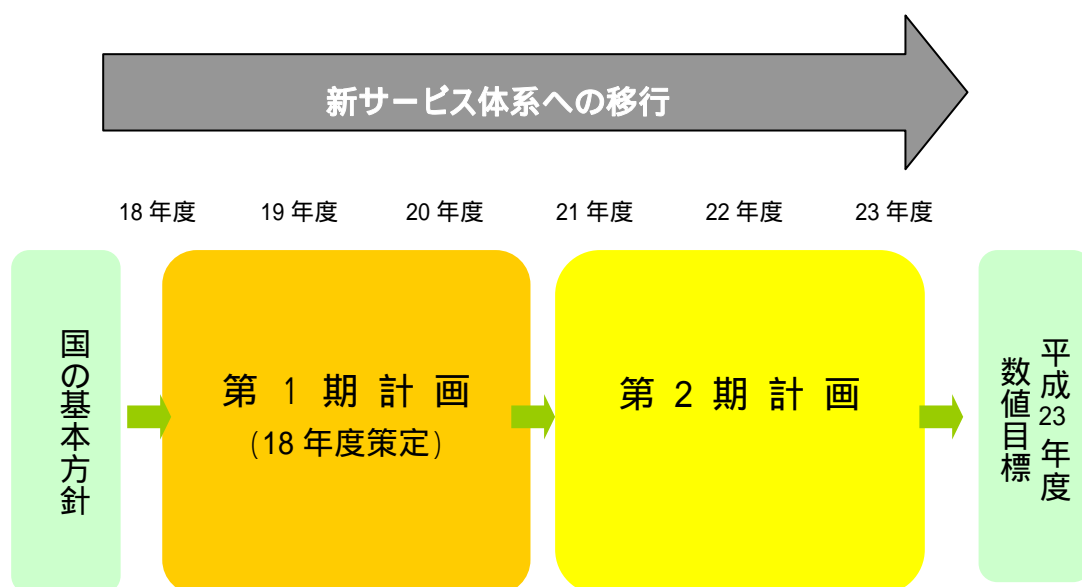 新サービス体系への移行
18 年度 19 年度 20 年度 21 年度 22 年度 23 年度
国の基本方針
第 1 期 計 画
(18 年度策定)
第 2 期 計 画
平成 23 年度
数値目標